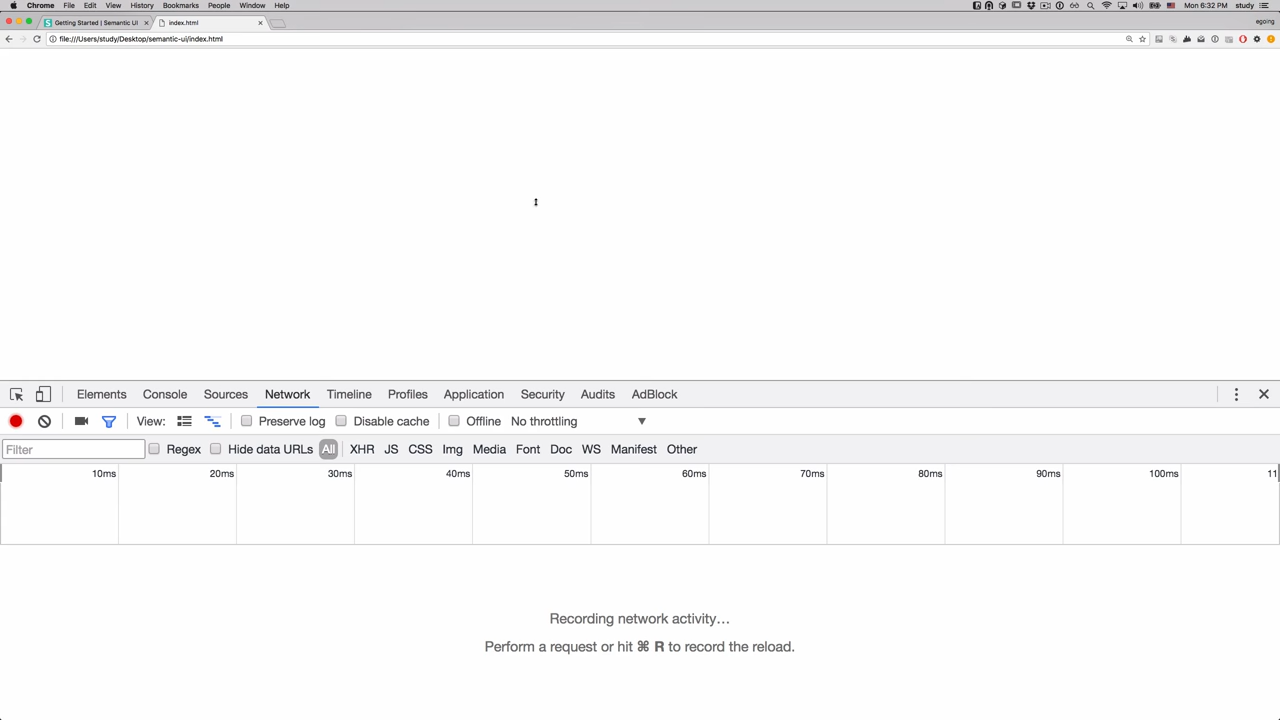 Chrome File Edit View History Bookmarks People Window Help Mon 6:32 PM study
Getting Started | Semantic UI index.html egoing
file:///Users/study/Desktop/semantic-ui/index.html
Elements Console Sources Network Timeline Profiles Application Security Audits AdBlock
View: Preserve log Disable cache Offline No throttling
Filter Regex Hide data URLs All XHR JS CSS Img Media Font Doc WS Manifest Other
10ms 20ms 30ms 40ms 50ms 60ms 70ms 80ms 90ms 100ms 11
Recording network activity…
Perform a request or hit ⌘ R to record the reload.